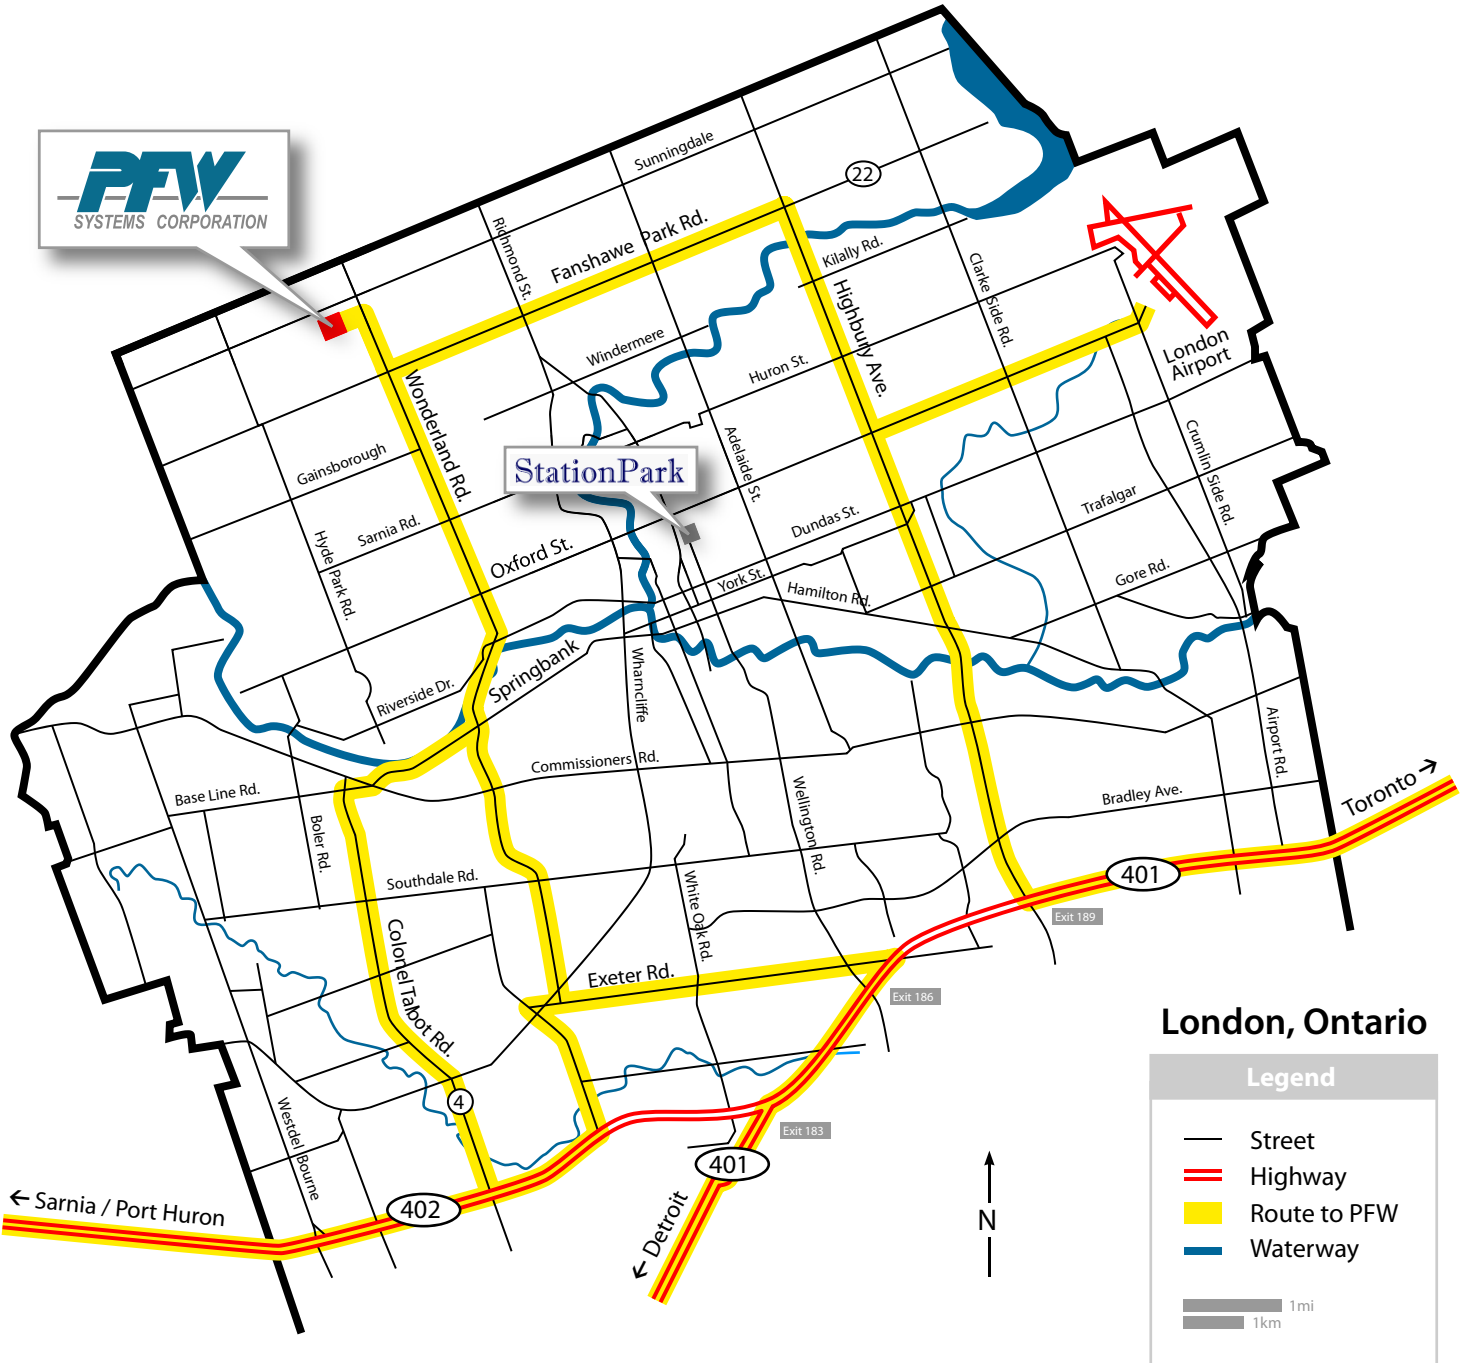 PFW
SYSTEMS CORPORATION
Sunningdale
22
Richmond St.
Fanshawe Park Rd.
Kilally Rd.
Clarke Side Rd.
Highbury Ave.
London
Airport
Windermere
Huron St.
Wonderland Rd.
Gainsborough
StationPark
Adelaide St.
Crumlin Side Rd.
Trafalgar
Sarnia Rd.
Dundas St.
Hyde Park Rd.
Oxford St.
York St.
Hamilton Rd.
Gore Rd.
Springbank
Riverside Dr.
Wharncliffe
Airport Rd.
Commissioners Rd.
Base Line Rd.
Wellington Rd.
Bradley Ave.
Toronto →
Boler Rd.
401
Southdale Rd.
White Oak Rd.
Exit 189
Colonel Talbot Rd.
Exeter Rd.
Exit 186
4
Westdel Bourne
Exit 183
401
← Sarnia / Port Huron
402
← Detroit
N
London, Ontario
Legend
Street
Highway
Route to PFW
Waterway
1mi
1km